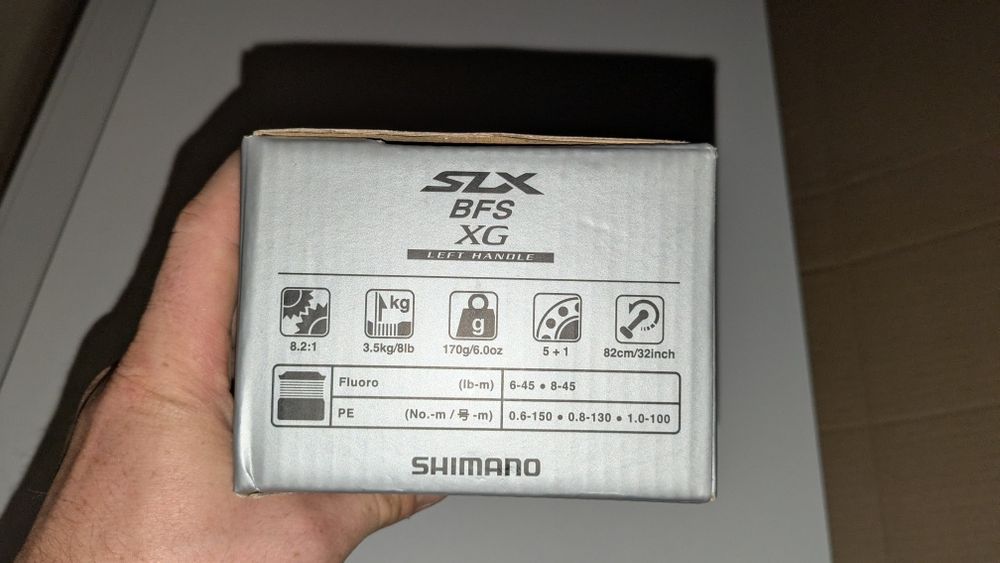 SLX
BFS
XG
LEFT HANDLE
kg
g
8.2:1
3.5kg/8lb
170g/6.0oz
5 + 1
82cm/32inch
Fluoro (lb-m) 6-45 • 8-45
PE (No.-m / 号 -m) 0.6-150 • 0.8-130 • 1.0-100
SHIMANO